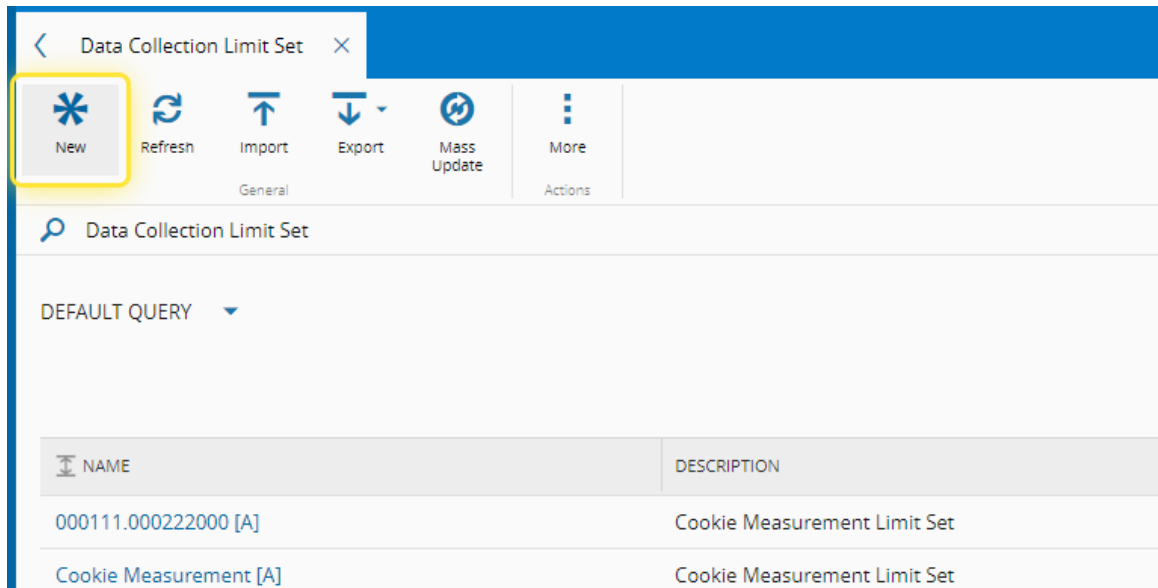 Data Collection Limit Set
New
Refresh
Import
Export
Mass
Update
More
General
Actions
Data Collection Limit Set
DEFAULT QUERY
NAME
DESCRIPTION
000111.000222000 [A]
Cookie Measurement Limit Set
Cookie Measurement [A]
Cookie Measurement Limit Set